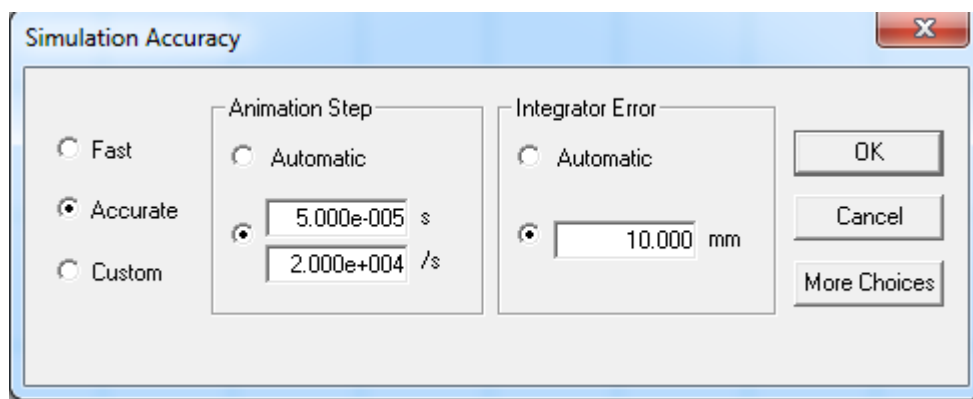 Simulation Accuracy
Fast
Accurate
Custom
Animation Step
Automatic
5.000e-005 s
2.000e+004 /s
Integrator Error
Automatic
10.000 mm
OK
Cancel
More Choices